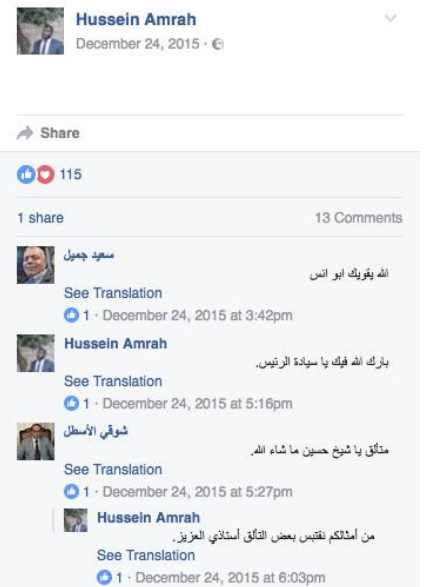 Hussein Amrah
December 24, 2015 ·
Share
115
1 share
13 Comments
سعيد جميل
الله يقويك ابو انس
See Translation
1 · December 24, 2015 at 3:42pm
Hussein Amrah
بارك الله فيك يا سيادة الرئيس.
See Translation
1 · December 24, 2015 at 5:16pm
شوقي الأسطل
متألق يا شيخ حسين ما شاء الله.
See Translation
1 · December 24, 2015 at 5:27pm
Hussein Amrah
من أمثالكم نقتبس بعض التألق أستاذي العزيز.
See Translation
1 · December 24, 2015 at 6:03pm